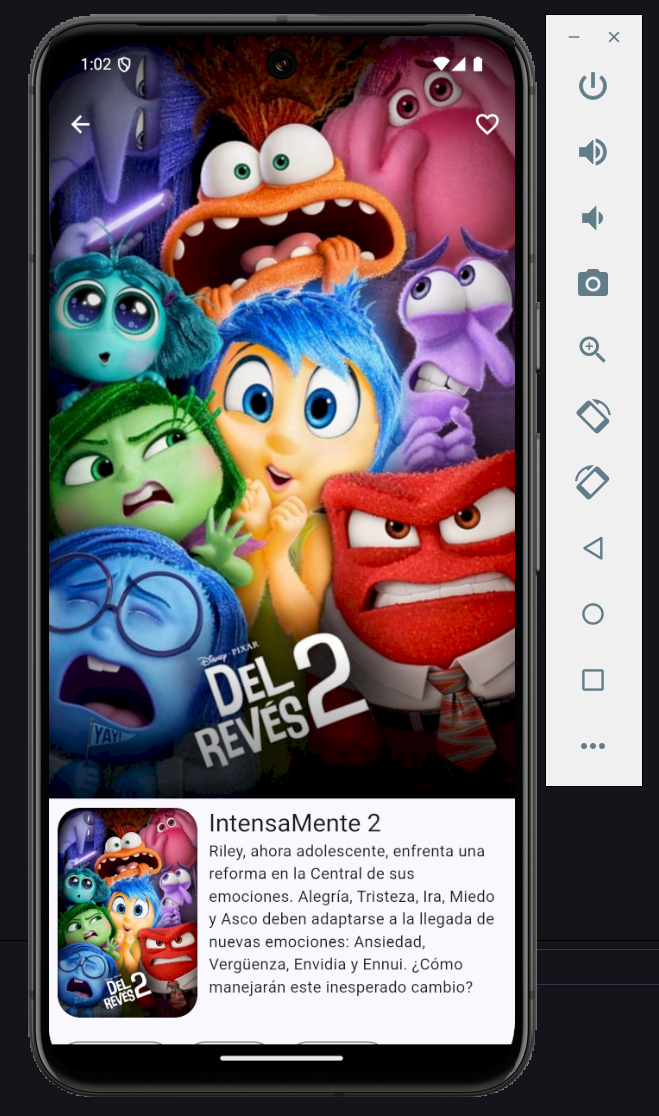 1:02
Disney · PIXAR
DEL
REVÉS 2
YAY!
IntensaMente 2
Riley, ahora adolescente, enfrenta una
reforma en la Central de sus
emociones. Alegría, Tristeza, Ira, Miedo
y Asco deben adaptarse a la llegada de
nuevas emociones: Ansiedad,
Vergüenza, Envidia y Ennui. ¿Cómo
manejarán este inesperado cambio?
DEL
REVÉS 2